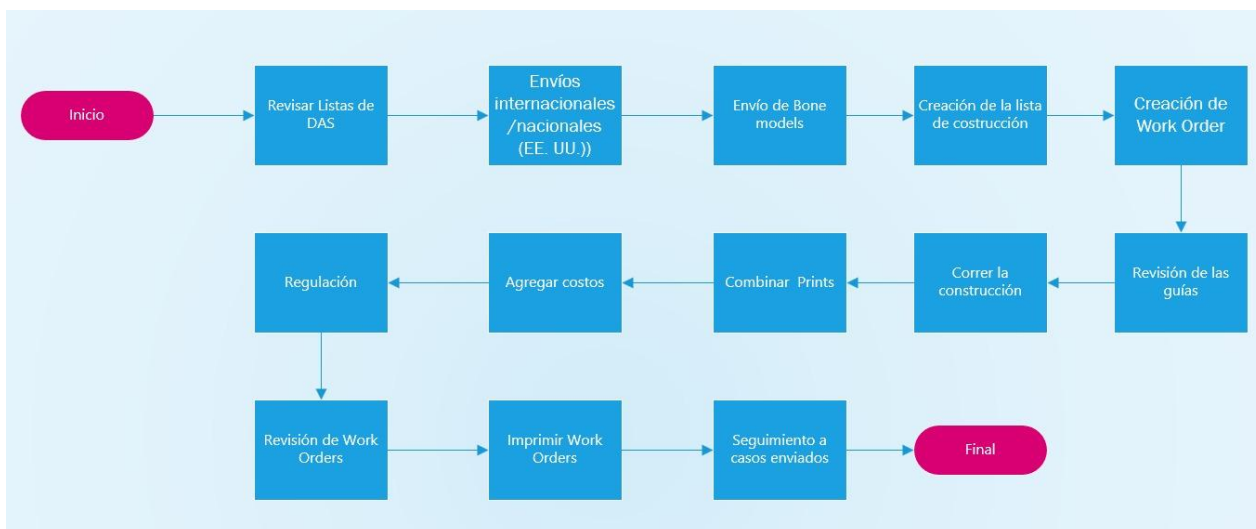 Inicio
Revisar Listas de
DAS
Envíos
internacionales
/nacionales
(EE. UU.))
Envío de Bone
models
Creación de la lista
de costrucción
Creación de
Work Order
Revisión de las
guías
Correr la
construcción
Combinar Prints
Agregar costos
Regulación
Revisión de Work
Orders
Imprimir Work
Orders
Seguimiento a
casos enviados
Final